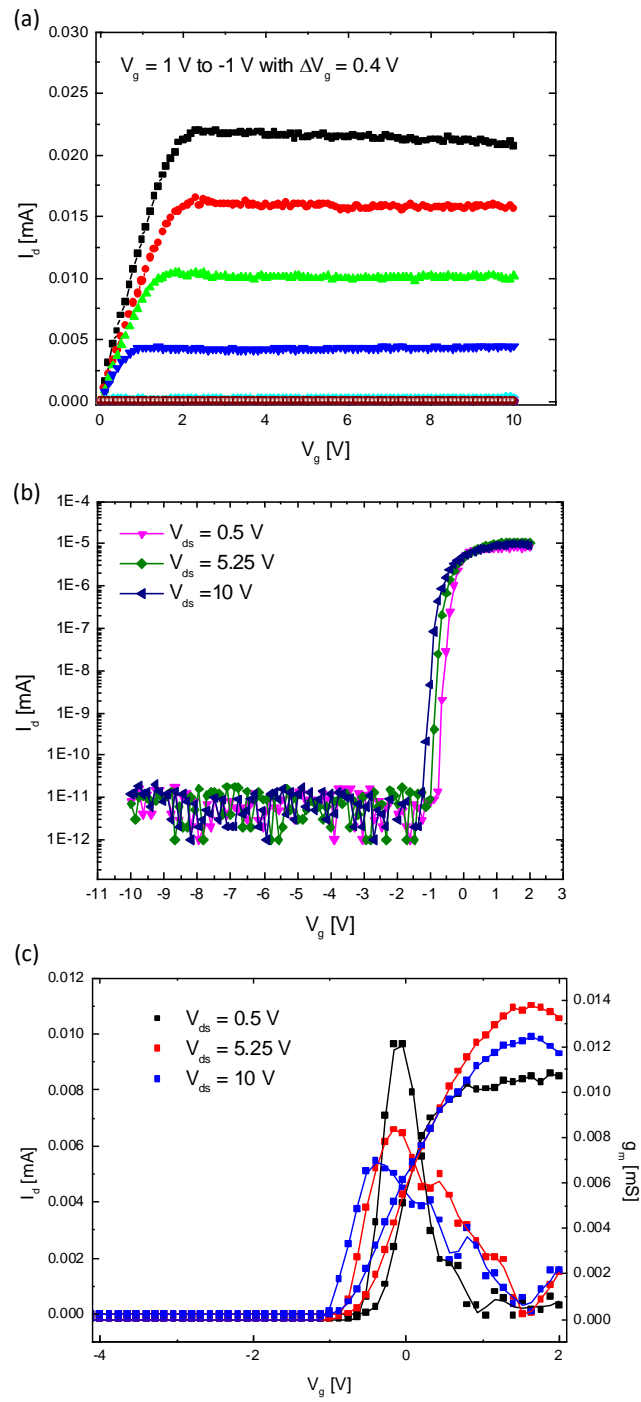 (a)
0.030
V_g = 1 V to -1 V with ΔV_g = 0.4 V
0.025
0.020
0.015
0.010
0.005
0.000
I_d [mA]
0 2 4 6 8 10
V_g [V]
(b)
1E-4
1E-5
1E-6
1E-7
1E-8
1E-9
1E-10
1E-11
1E-12
I_d [mA]
V_ds = 0.5 V
V_ds = 5.25 V
V_ds =10 V
-11 -10 -9 -8 -7 -6 -5 -4 -3 -2 -1 0 1 2 3
V_g [V]
(c)
0.012
0.010
0.008
0.006
0.004
0.002
0.000
I_d [mA]
V_ds = 0.5 V
V_ds = 5.25 V
V_ds = 10 V
0.014
0.012
0.010
0.008
0.006
0.004
0.002
0.000
g_m [mS]
-4 -2 0 2
V_g [V]